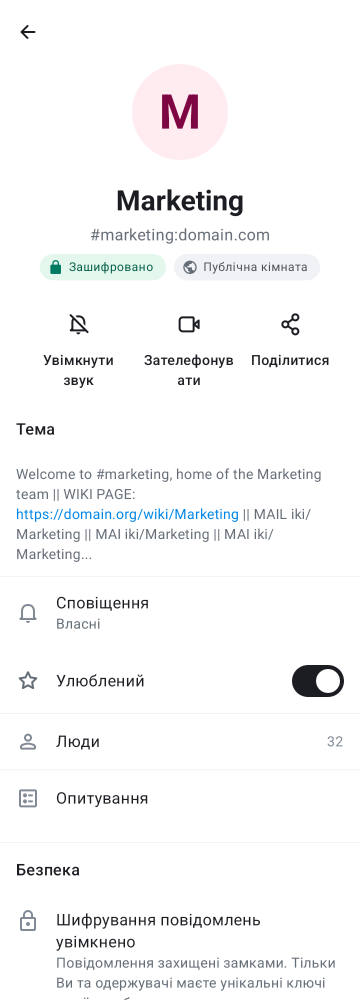 M
Marketing
#marketing:domain.com
Зашифровано
Публічна кімната
Увімкнути
звук
Зателефонув
ати
Поділитися
Тема
Welcome to #marketing, home of the Marketing
team || WIKI PAGE:
https://domain.org/wiki/Marketing || MAIL iki/
Marketing || MAI iki/Marketing || MAI iki/
Marketing...
Сповіщення
Власні
Улюблений
Люди
32
Опитування
Безпека
Шифрування повідомлень
увімкнено
Повідомлення захищені замками. Тільки
Ви та одержувачі маєте унікальні ключі